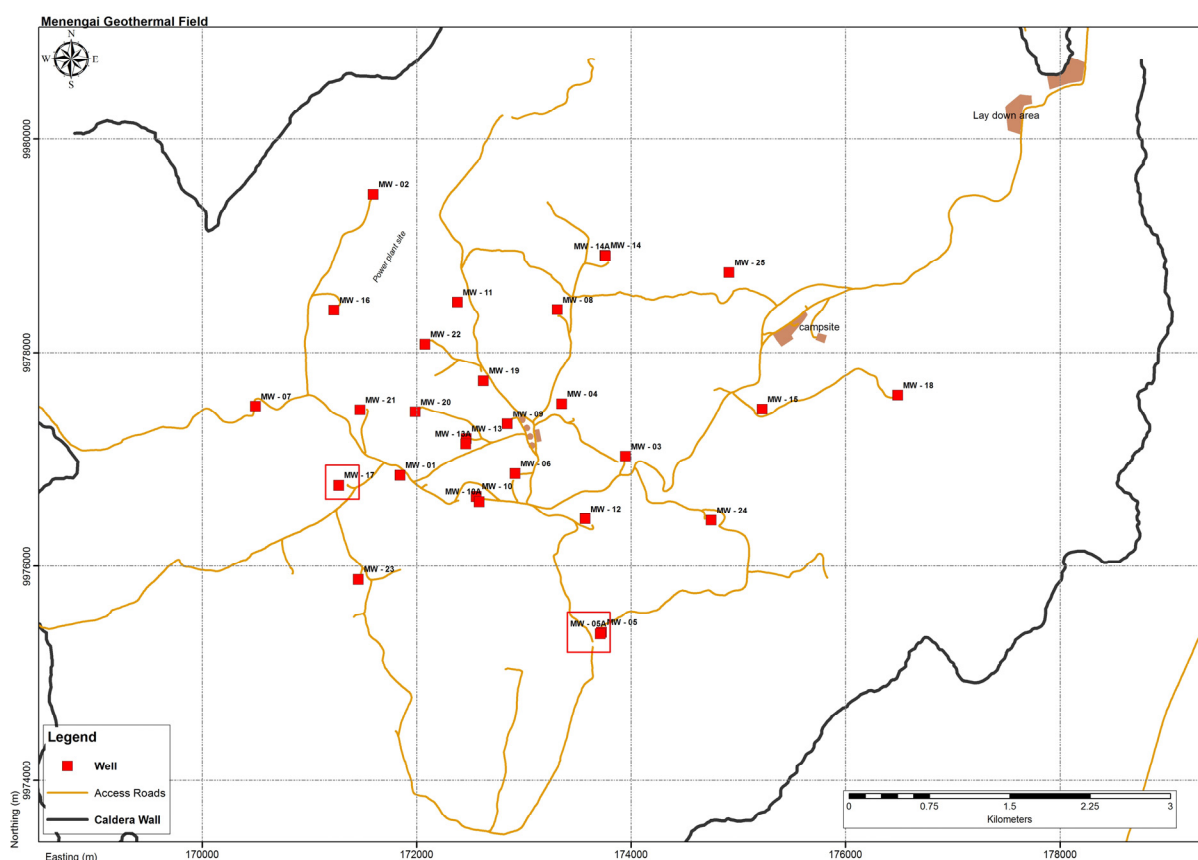 Menengai Geothermal Field
N
W E
S
9980000
Lay down area
MW - 02
Power plant site
MW - 14A MW - 14
MW - 25
MW - 16
MW - 11
MW - 08
campsite
MW - 22
9978000
MW - 19
MW - 18
MW - 07
MW - 21
MW - 20
MW - 04
MW - 15
MW - 09
MW - 13
MW - 03
MW - 01
MW - 06
MW - 17
MW - 10A MW - 10
MW - 12
MW - 24
9976000
MW - 23
MW - 05A MW - 05
Legend
Well
Access Roads
Caldera Wall
9974000
0 0.75 1.5 2.25 3
Kilometers
Northing (m)
Easting (m)
170000 172000 174000 176000 178000